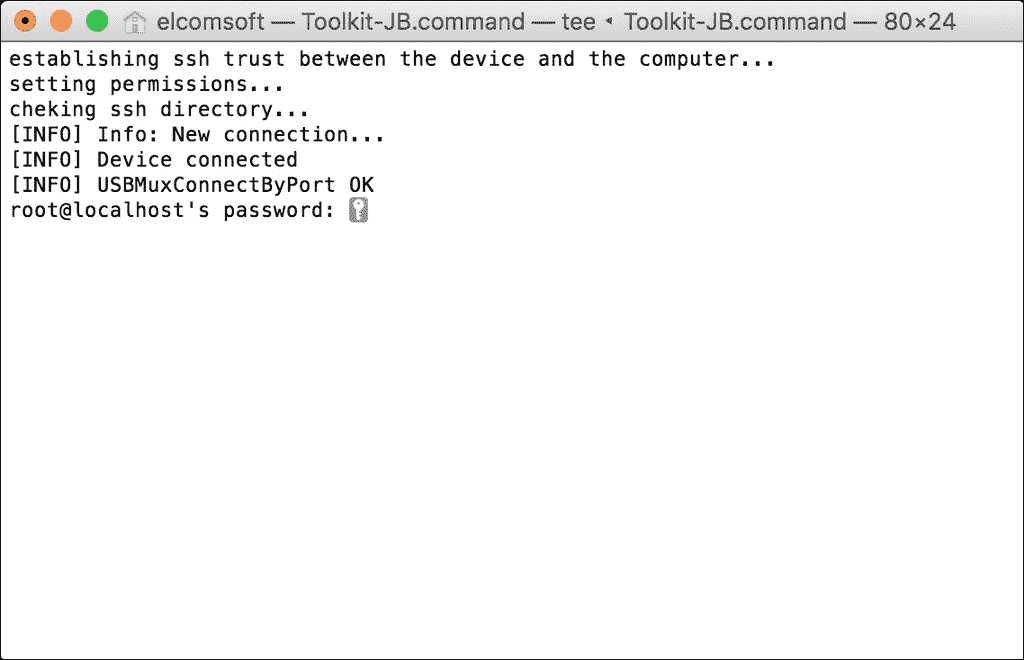 elcomsoft — Toolkit-JB.command — tee ◂ Toolkit-JB.command — 80×24
establishing ssh trust between the device and the computer...
setting permissions...
cheking ssh directory...
[INFO] Info: New connection...
[INFO] Device connected
[INFO] USBMuxConnectByPort OK
root@localhost's password: